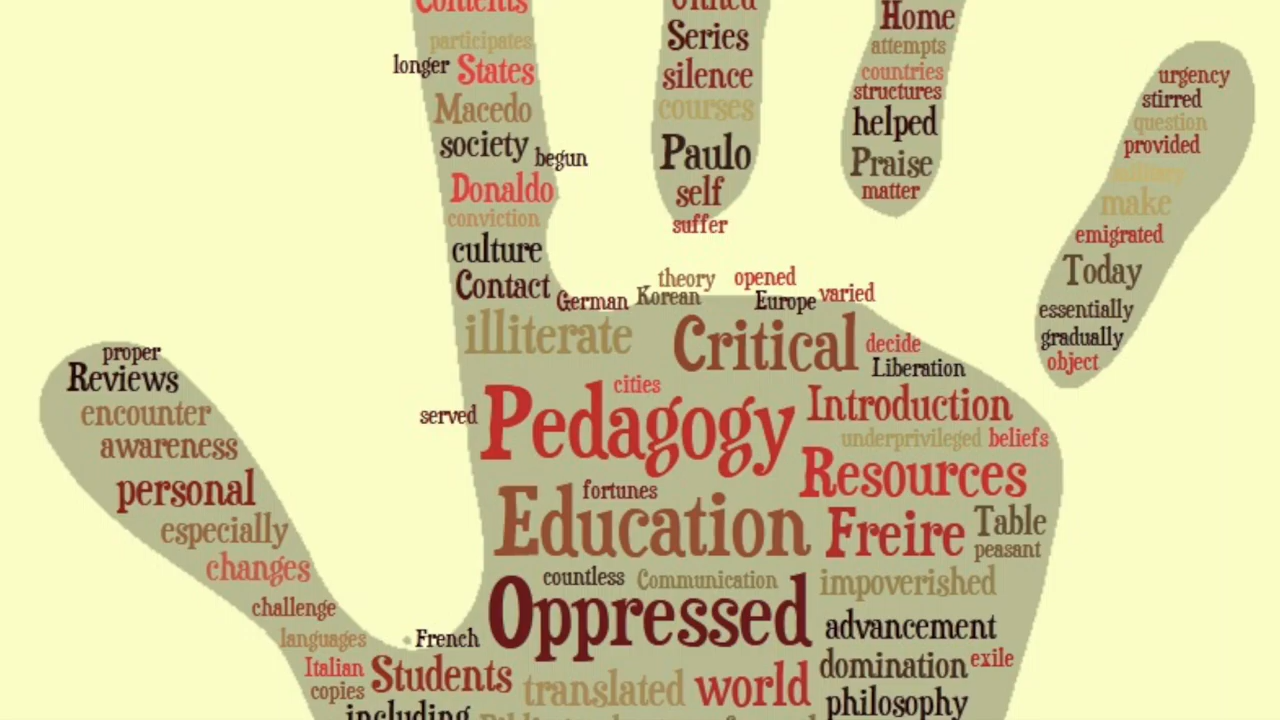 Contents
participates
longer States
Macedo
society
begun
Donaldo
conviction
culture
Contact
United
Series
silence
courses
Paulo
self
suffer
Home
attempts
countries
structures
helped
Praise
matter
urgency
stirred
question
provided
military
make
emigrated
Today
essentially
gradually
object
theory opened
German Korean Europe varied
illiterate Critical decide
Liberation
cities
served Pedagogy Introduction
underprivileged beliefs
Resources
fortunes
Education Freire Table
peasant
countless Communication impoverished
Oppressed advancement
domination exile
translated world philosophy
proper
Reviews
encounter
awareness
personal
especially
changes
challenge
languages French
Italian Students
copies
including